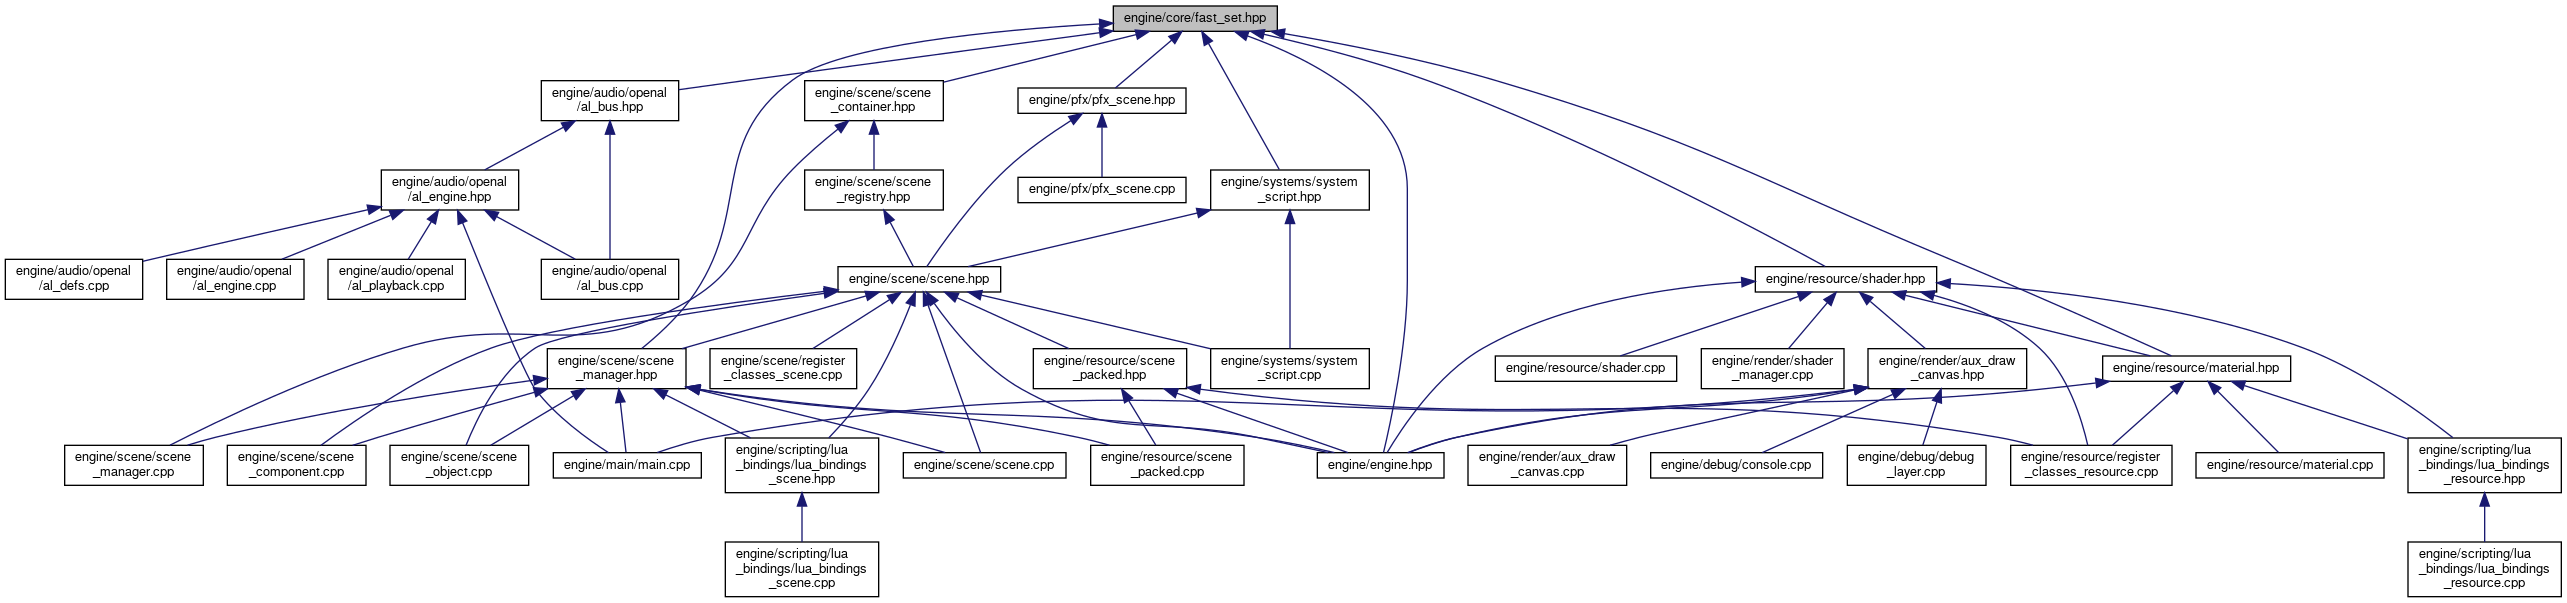 engine/core/fast_set.hpp
engine/audio/openal
/al_bus.hpp
engine/scene/scene
_container.hpp
engine/pfx/pfx_scene.hpp
engine/audio/openal
/al_engine.hpp
engine/scene/scene
_registry.hpp
engine/pfx/pfx_scene.cpp
engine/systems/system
_script.hpp
engine/audio/openal
/al_defs.cpp
engine/audio/openal
/al_engine.cpp
engine/audio/openal
/al_playback.cpp
engine/audio/openal
/al_bus.cpp
engine/scene/scene.hpp
engine/resource/shader.hpp
engine/scene/scene
_manager.hpp
engine/scene/register
_classes_scene.cpp
engine/resource/scene
_packed.hpp
engine/systems/system
_script.cpp
engine/resource/shader.cpp
engine/render/shader
_manager.cpp
engine/render/aux_draw
_canvas.hpp
engine/resource/material.hpp
engine/scene/scene
_manager.cpp
engine/scene/scene
_component.cpp
engine/scene/scene
_object.cpp
engine/main/main.cpp
engine/scripting/lua
_bindings/lua_bindings
_scene.hpp
engine/scene/scene.cpp
engine/resource/scene
_packed.cpp
engine/engine.hpp
engine/render/aux_draw
_canvas.cpp
engine/debug/console.cpp
engine/debug/debug
_layer.cpp
engine/resource/register
_classes_resource.cpp
engine/resource/material.cpp
engine/scripting/lua
_bindings/lua_bindings
_resource.hpp
engine/scripting/lua
_bindings/lua_bindings
_scene.cpp
engine/scripting/lua
_bindings/lua_bindings
_resource.cpp